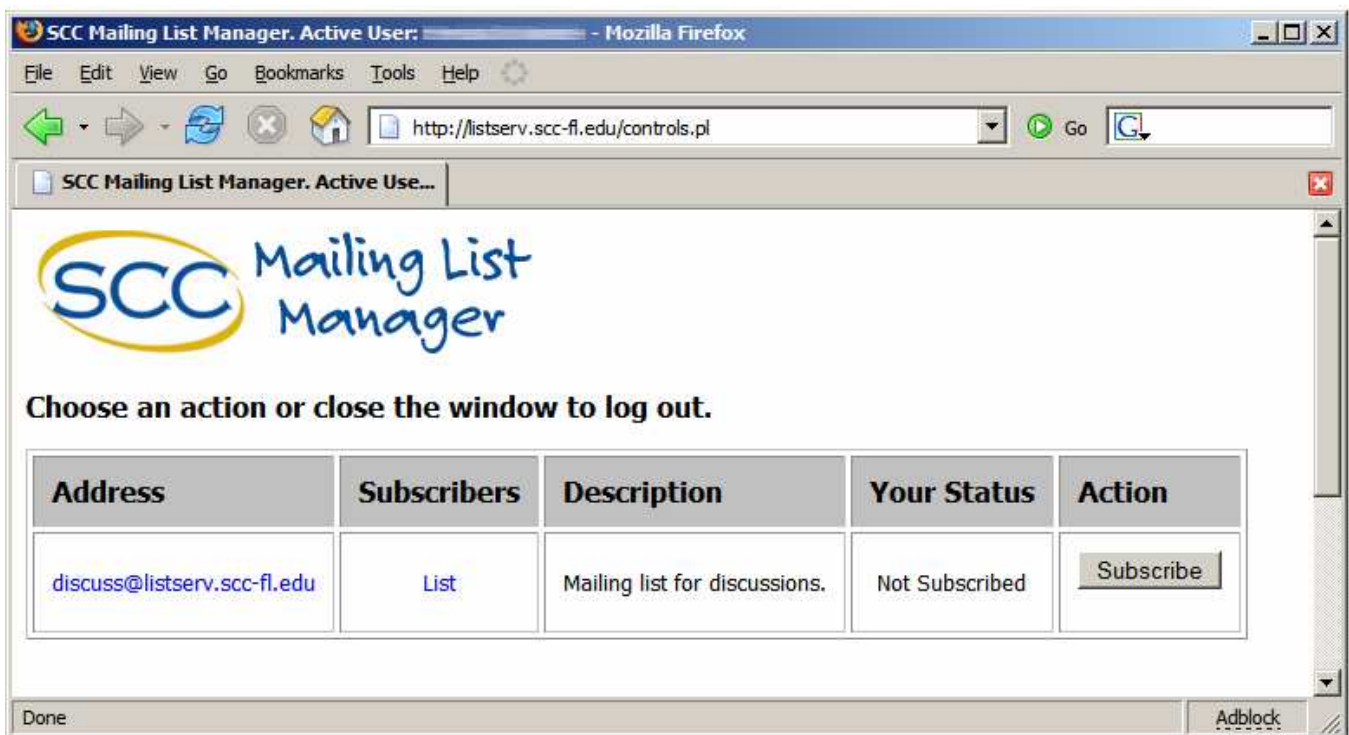 SCC Mailing List Manager. Active User: - Mozilla Firefox
File Edit View Go Bookmarks Tools Help
http://listserv.scc-fl.edu/controls.pl Go G
SCC Mailing List Manager. Active Use...
SCC Mailing List
Manager
Choose an action or close the window to log out.
Address Subscribers Description Your Status Action
discuss@listserv.scc-fl.edu List Mailing list for discussions. Not Subscribed Subscribe
Done Adblock